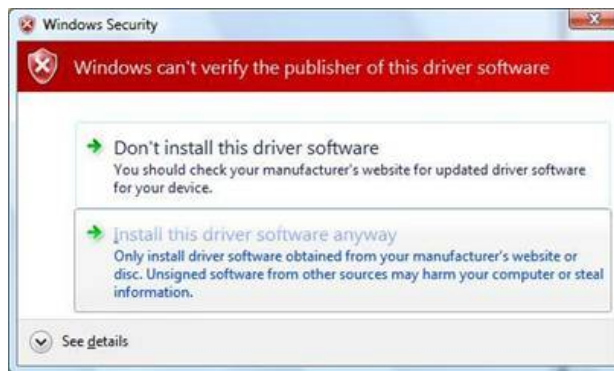 Windows Security
Windows can't verify the publisher of this driver software
Don't install this driver software
You should check your manufacturer's website for updated driver software
for your device.
Install this driver software anyway
Only install driver software obtained from your manufacturer's website or
disc. Unsigned software from other sources may harm your computer or steal
information.
See details